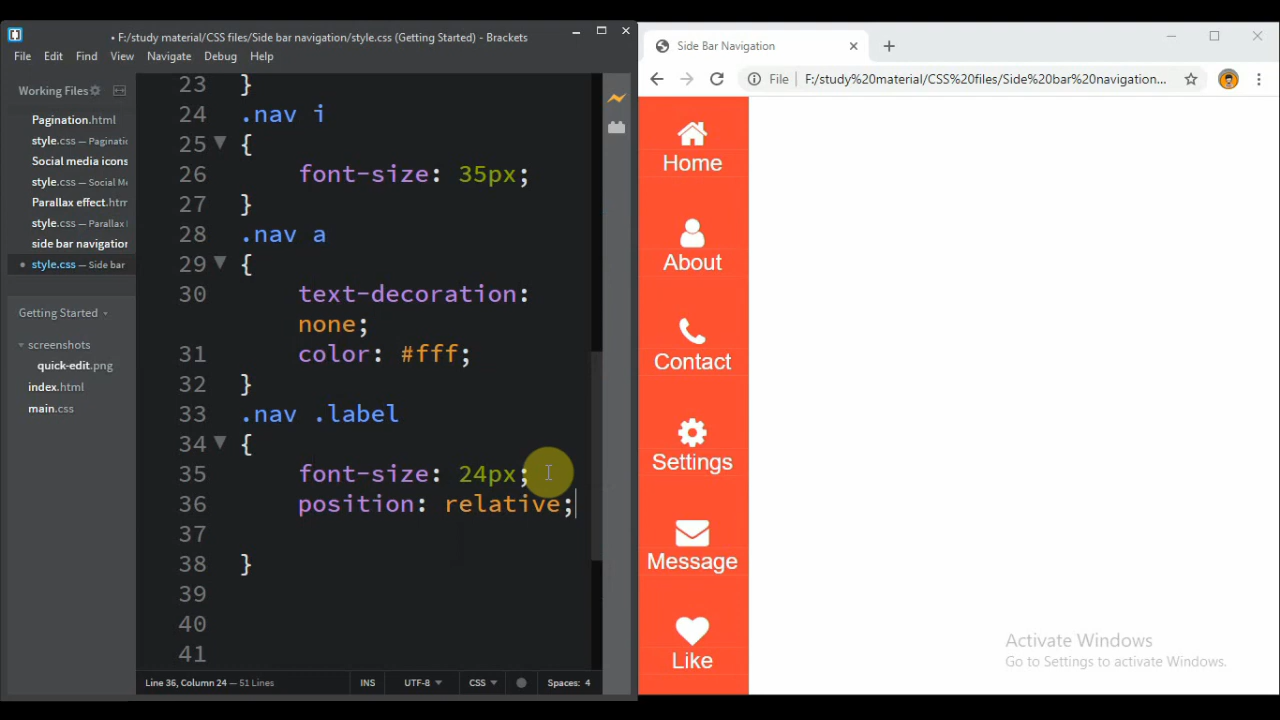 • F:/study material/CSS files/Side bar navigation/style.css (Getting Started) - Brackets
File Edit Find View Navigate Debug Help
Working Files
Pagination.html
style.css — Paginatio
Social media icons
style.css — Social Me
Parallax effect.htm
style.css — Parallax
side bar navigation
• style.css — Side bar
Getting Started
screenshots
quick-edit.png
index.html
main.css
23 }
24 .nav i
25 {
26 font-size: 35px;
27 }
28 .nav a
29 {
30 text-decoration:
none;
31 color: #fff;
32 }
33 .nav .label
34 {
35 font-size: 24px;
36 position: relative;
37
38 }
39
40
41
Line 36, Column 24 — 51 Lines
INS UTF-8 CSS Spaces: 4
Side Bar Navigation
File F:/study%20material/CSS%20files/Side%20bar%20navigation...
Home
About
Contact
Settings
Message
Like
Activate Windows
Go to Settings to activate Windows.